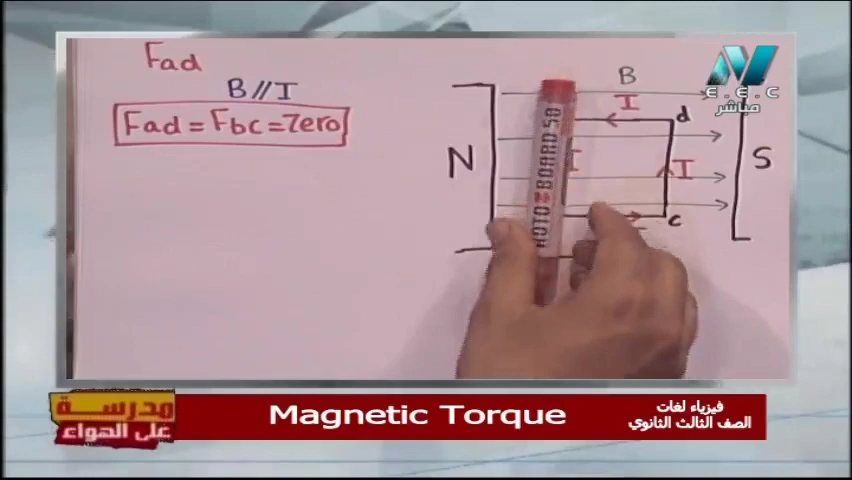 Fad
B // I
Fad = Fbc = Zero
B
I
d
N
I
I
S
c
ROTO BOARD 50
E.E.C
مباشر
مدرسة
على الهواء
Magnetic Torque
فيزياء لغات
الصف الثالث الثانوي